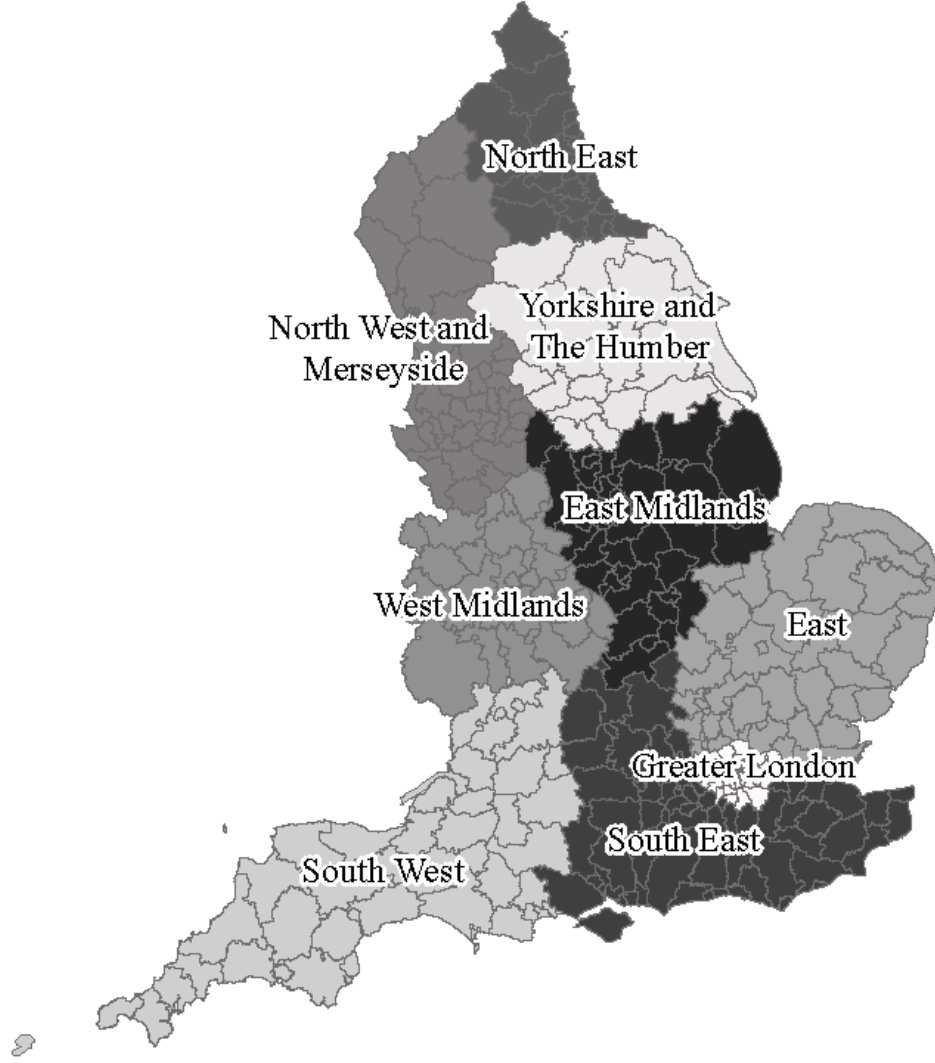 North East
Yorkshire and
The Humber
North West and
Merseyside
East Midlands
West Midlands
East
Greater London
South East
South West